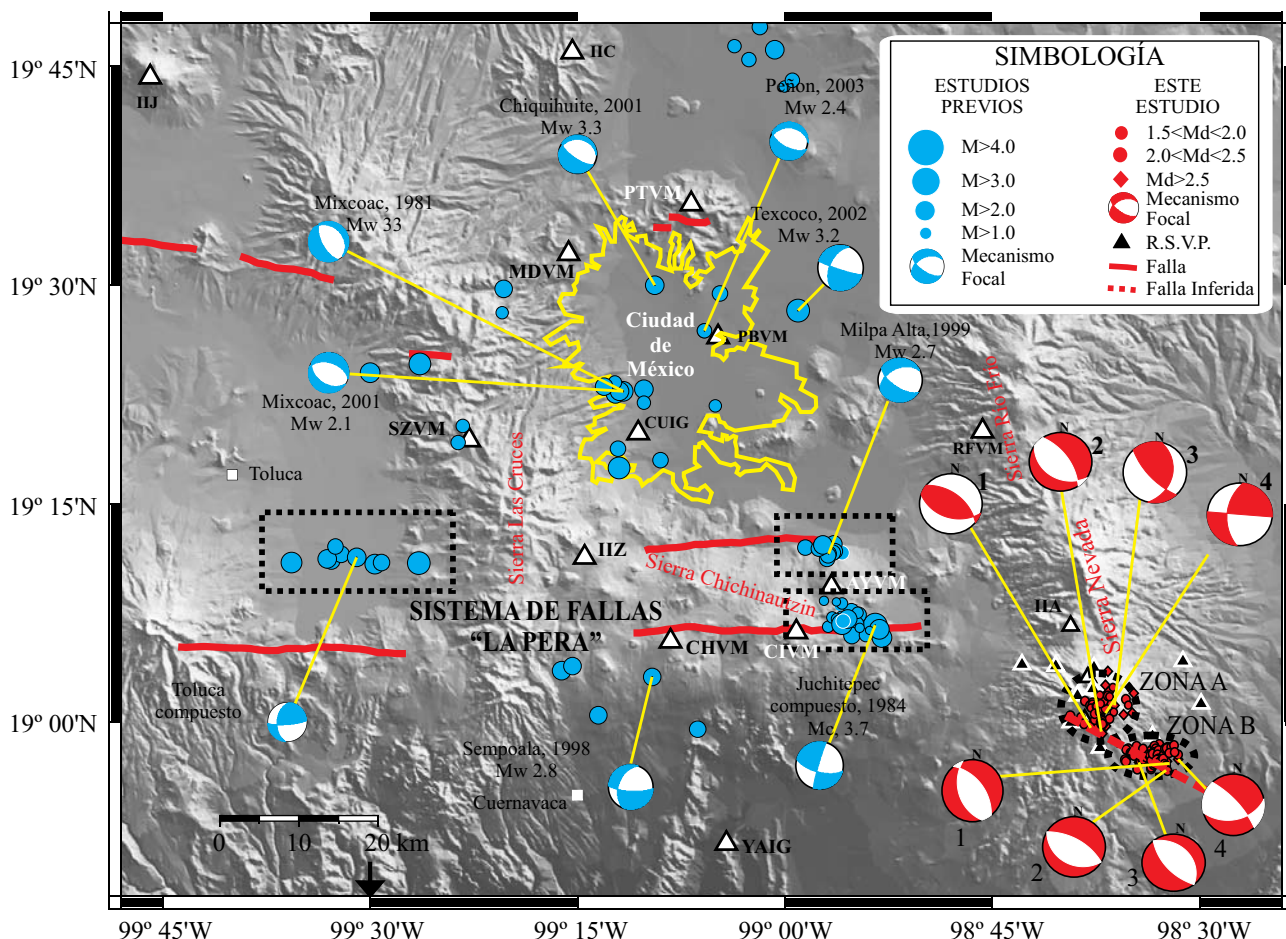 19º 45'N
19º 30'N
19º 15'N
19º 00'N
99º 45'W
99º 30'W
99º 15'W
99º 00'W
98º 45'W
98º 30'W
IIJ
IIC
Chiquihuite, 2001
Mw 3.3
Peñon, 2003
Mw 2.4
SIMBOLOGÍA
ESTUDIOS
PREVIOS
M>4.0
M>3.0
M>2.0
M>1.0
Mecanismo
Focal
ESTE
ESTUDIO
1.5<Md<2.0
2.0<Md<2.5
Md>2.5
Mecanismo
Focal
R.S.V.P.
Falla
Falla Inferida
Mixcoac, 1981
Mw 33
PTVM
Texcoco, 2002
Mw 3.2
MDVM
Ciudad
de
México
PBVM
Milpa Alta,1999
Mw 2.7
Mixcoac, 2001
Mw 2.1
SZVM
CUIG
RFVM
Sierra Río Frío
Toluca
Sierra Las Cruces
N
1
N
2
N
3
N
4
IIZ
Sierra Chichinautzin
AYVM
Sierra Nevada
IIA
SISTEMA DE FALLAS
“LA PERA”
CHVM
CIVM
Toluca
compuesto
Juchitepec
compuesto, 1984
Mc, 3.7
ZONA A
ZONA B
Sempoala, 1998
Mw 2.8
Cuernavaca
YAIG
N
1
N
2
N
3
N
4
0
10
20 km